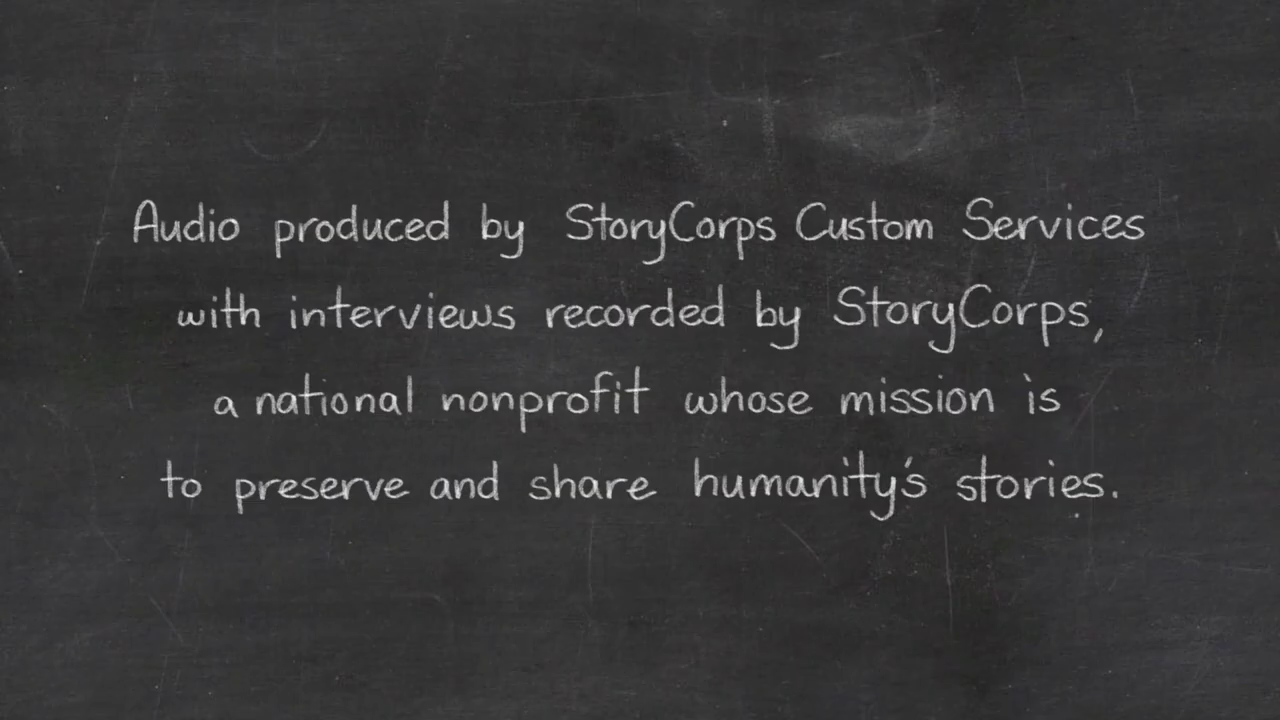 Audio produced by StoryCorps Custom Services
with interviews recorded by StoryCorps,
a national nonprofit whose mission is
to preserve and share humanity's stories.